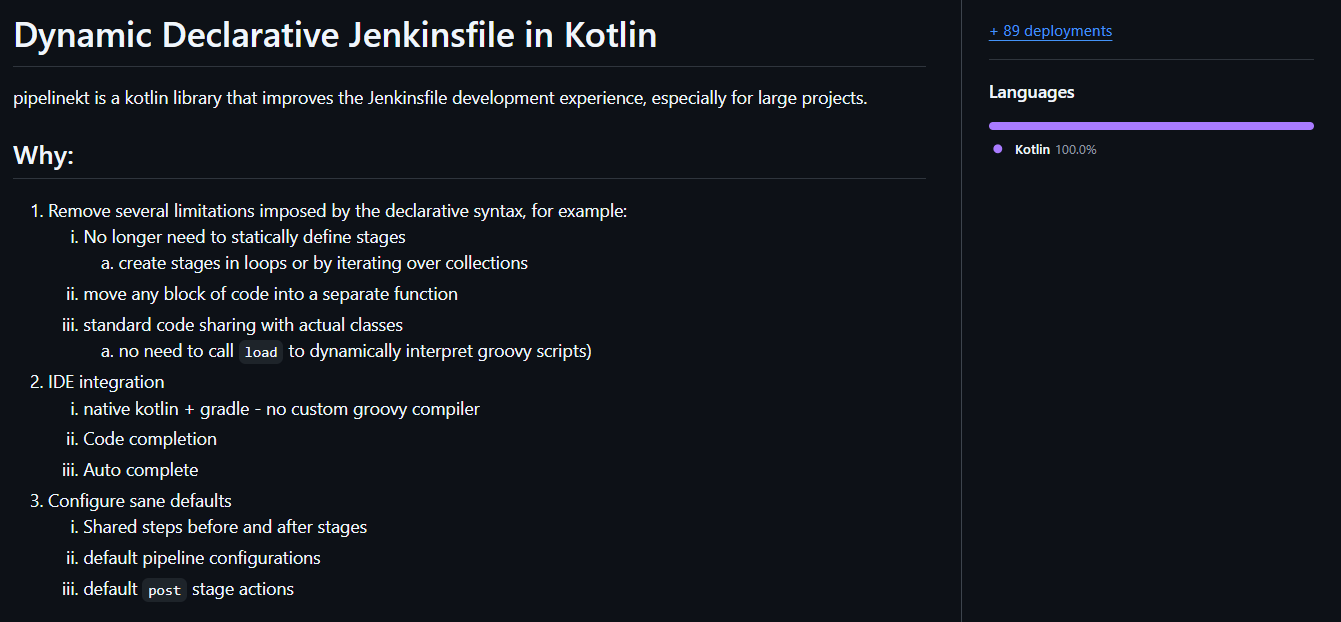 Dynamic Declarative Jenkinsfile in Kotlin
pipelinekt is a kotlin library that improves the Jenkinsfile development experience, especially for large projects.
Why:
1. Remove several limitations imposed by the declarative syntax, for example:
i. No longer need to statically define stages
a. create stages in loops or by iterating over collections
ii. move any block of code into a separate function
iii. standard code sharing with actual classes
a. no need to call load to dynamically interpret groovy scripts)
2. IDE integration
i. native kotlin + gradle - no custom groovy compiler
ii. Code completion
iii. Auto complete
3. Configure sane defaults
i. Shared steps before and after stages
ii. default pipeline configurations
iii. default post stage actions
+ 89 deployments
Languages
Kotlin 100.0%